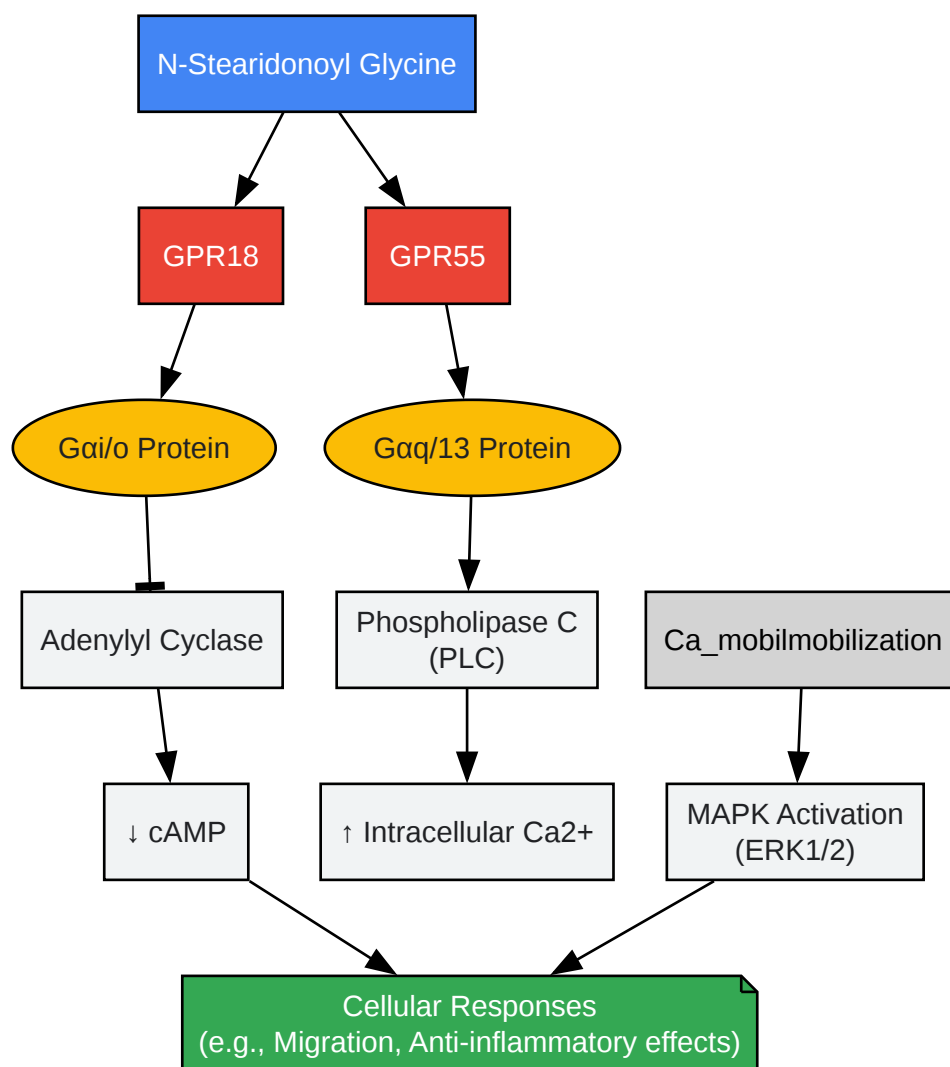 N-Stearidonoyl Glycine
GPR18
GPR55
Gαi/o Protein
Gαq/13 Protein
Adenylyl Cyclase
Phospholipase C
(PLC)
Ca_mobilmobilization
↓ cAMP
↑ Intracellular Ca2+
MAPK Activation
(ERK1/2)
Cellular Responses
(e.g., Migration, Anti-inflammatory effects)